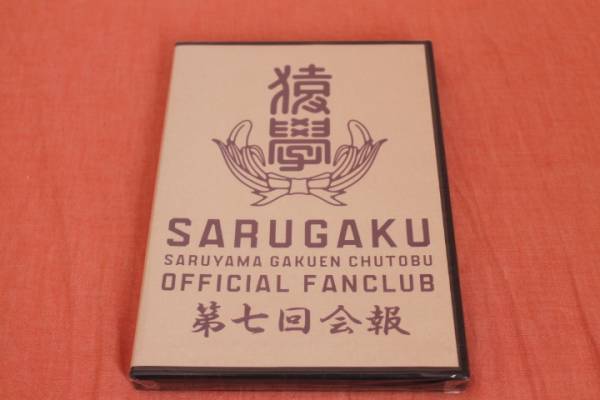 猿學
SARUGAKU
SARUYAMA GAKUEN CHUTOBU
OFFICIAL FANCLUB
第七回会報